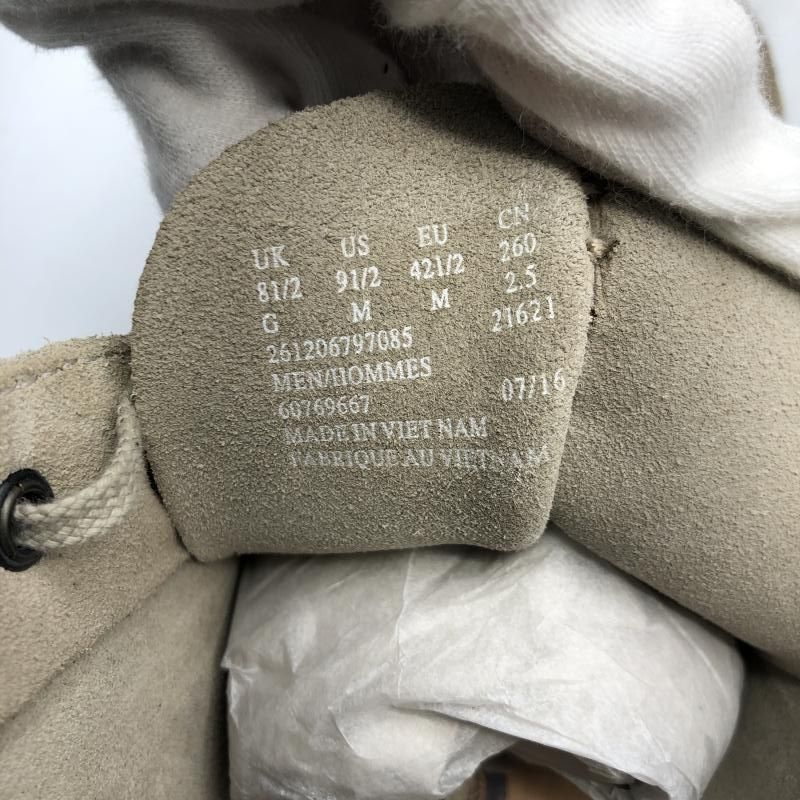 UK US EU CN
81/2 91/2 421/2 260
G M M 2.5
261206797085 21621
MEN/HOMMES
60769667 07/16
MADE IN VIET NAM
FABRIQUE AU VIETNAM